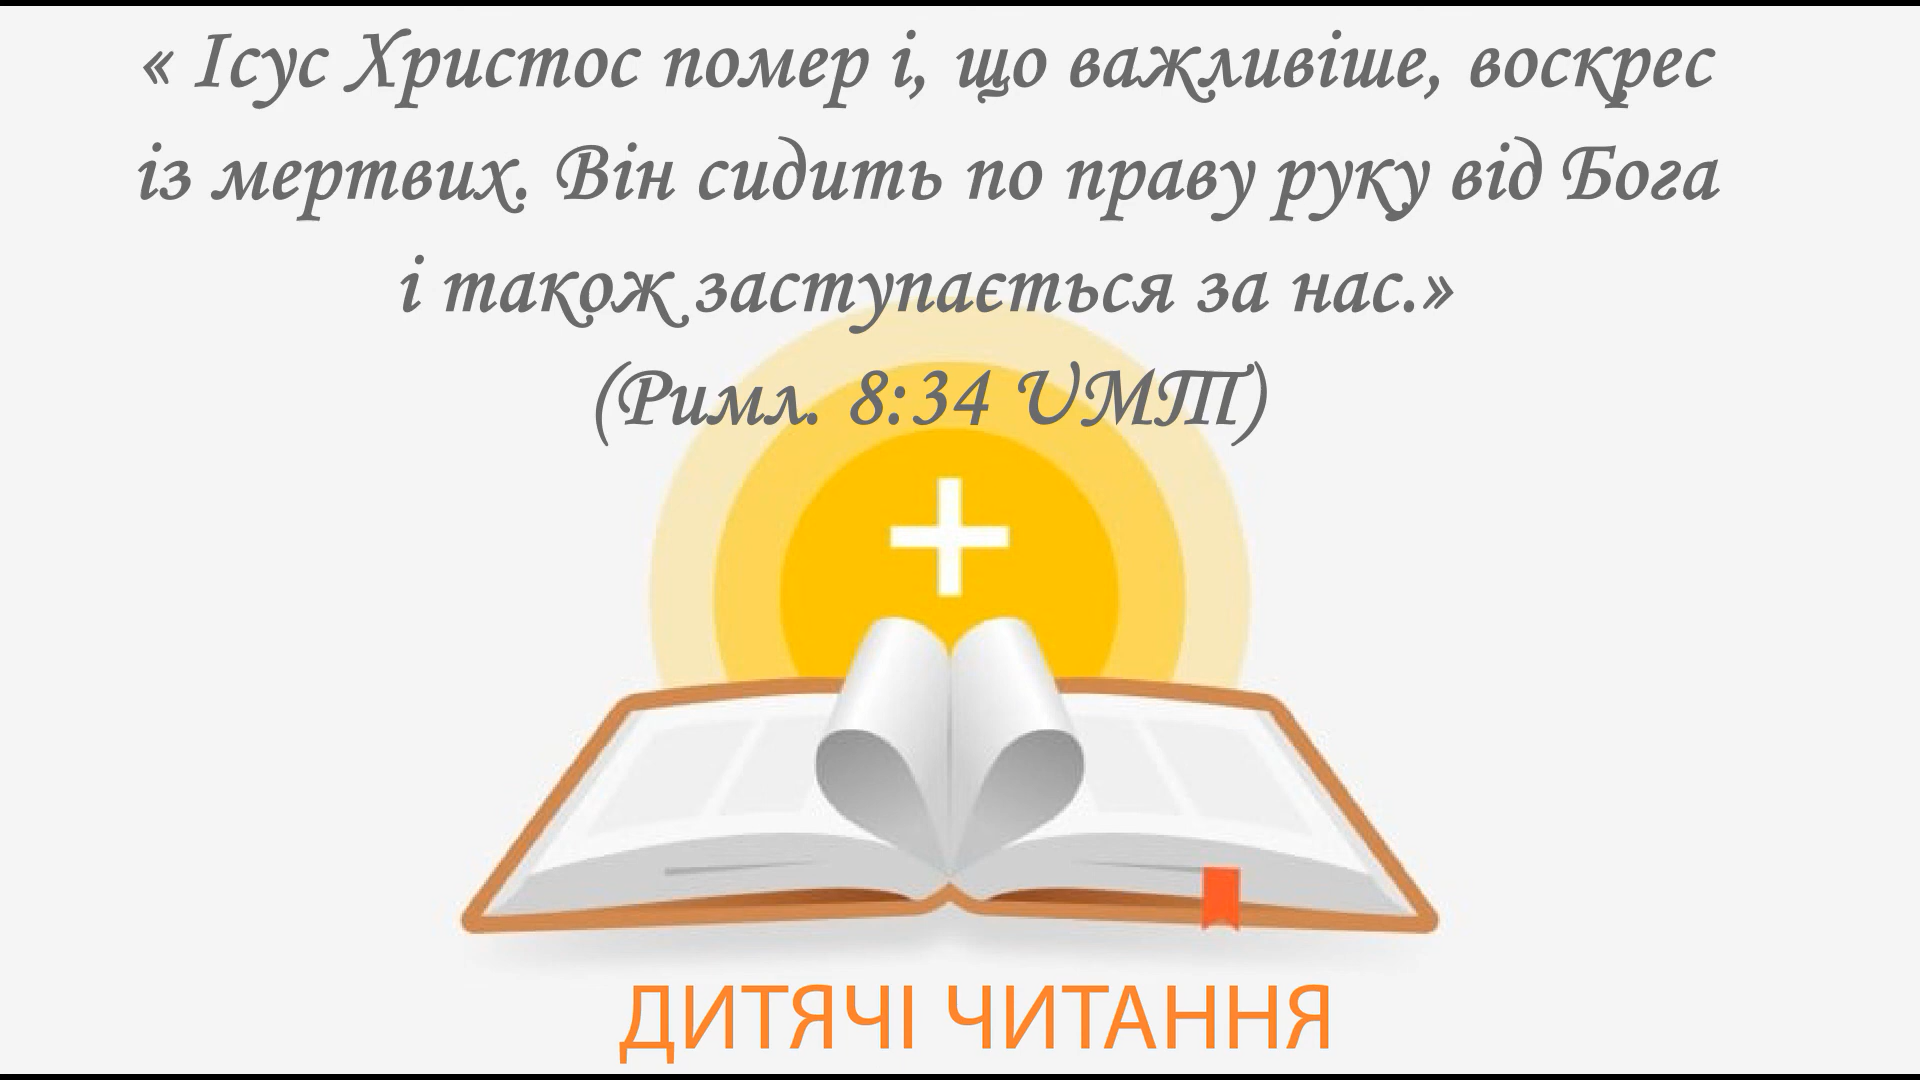 « Ісус Христос помер і, що важливіше, воскрес
із мертвих. Він сидить по праву руку від Бога
і також заступається за нас.»
(Римл. 8:34 UMT)
ДИТЯЧІ ЧИТАННЯ